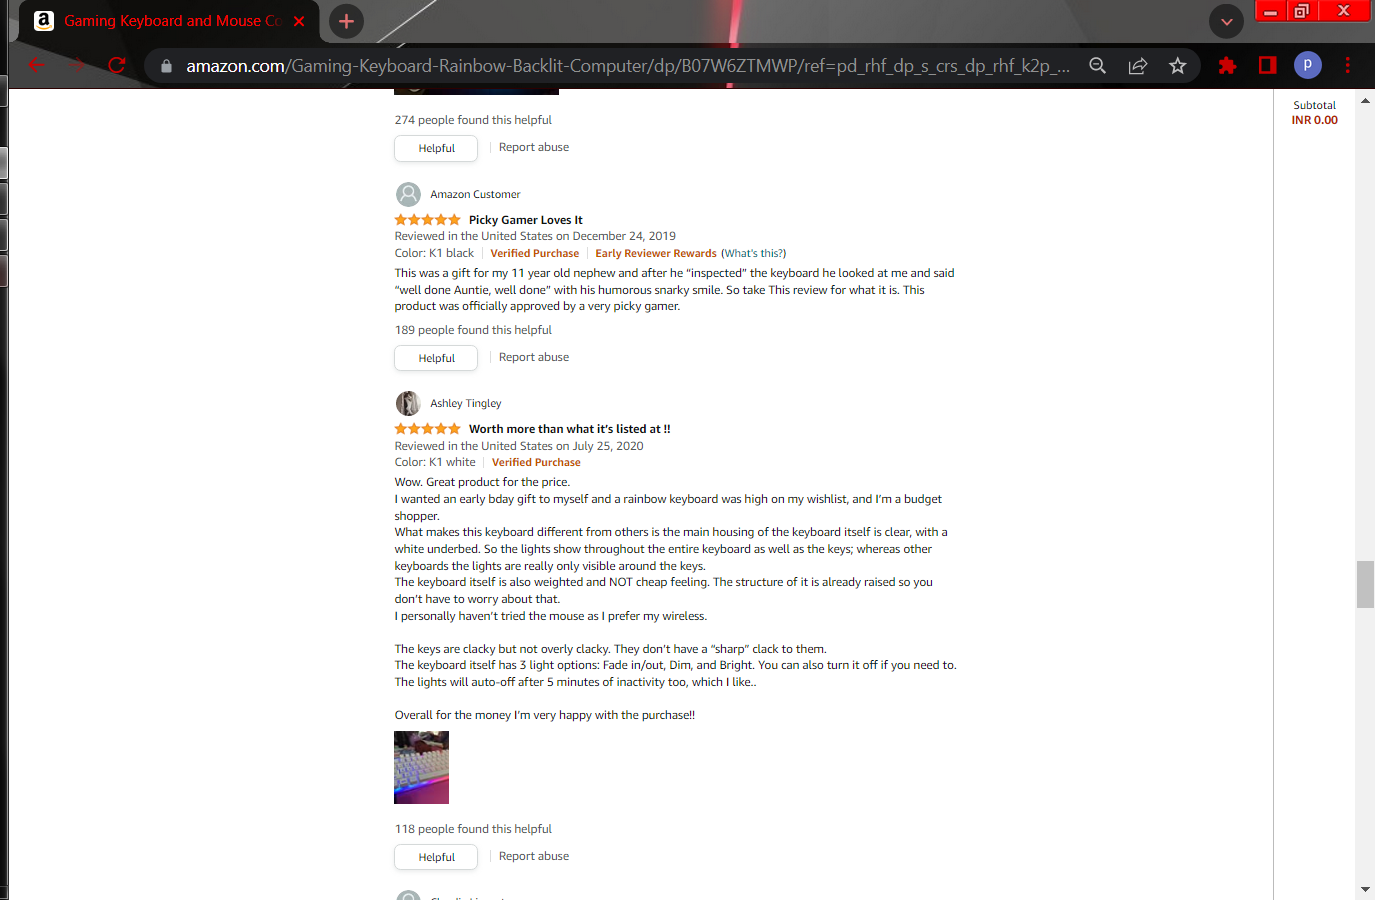 Gaming Keyboard and Mouse Co
amazon.com/Gaming-Keyboard-Rainbow-Backlit-Computer/dp/B07W6ZTMWP/ref=pd_rhf_dp_s_crs_dp_rhf_k2p_...
P
Subtotal
INR 0.00
274 people found this helpful
Helpful
Report abuse
Amazon Customer
Picky Gamer Loves It
Reviewed in the United States on December 24, 2019
Color: K1 black | Verified Purchase | Early Reviewer Rewards (What's this?)
This was a gift for my 11 year old nephew and after he “inspected” the keyboard he looked at me and said
“well done Auntie, well done” with his humorous snarky smile. So take This review for what it is. This
product was officially approved by a very picky gamer.
189 people found this helpful
Helpful
Report abuse
Ashley Tingley
Worth more than what it’s listed at !!
Reviewed in the United States on July 25, 2020
Color: K1 white | Verified Purchase
Wow. Great product for the price.
I wanted an early bday gift to myself and a rainbow keyboard was high on my wishlist, and I’m a budget
shopper.
What makes this keyboard different from others is the main housing of the keyboard itself is clear, with a
white underbed. So the lights show throughout the entire keyboard as well as the keys; whereas other
keyboards the lights are really only visible around the keys.
The keyboard itself is also weighted and NOT cheap feeling. The structure of it is already raised so you
don’t have to worry about that.
I personally haven’t tried the mouse as I prefer my wireless.
The keys are clacky but not overly clacky. They don’t have a “sharp” clack to them.
The keyboard itself has 3 light options: Fade in/out, Dim, and Bright. You can also turn it off if you need to.
The lights will auto-off after 5 minutes of inactivity too, which I like..
Overall for the money I’m very happy with the purchase!!
118 people found this helpful
Helpful
Report abuse